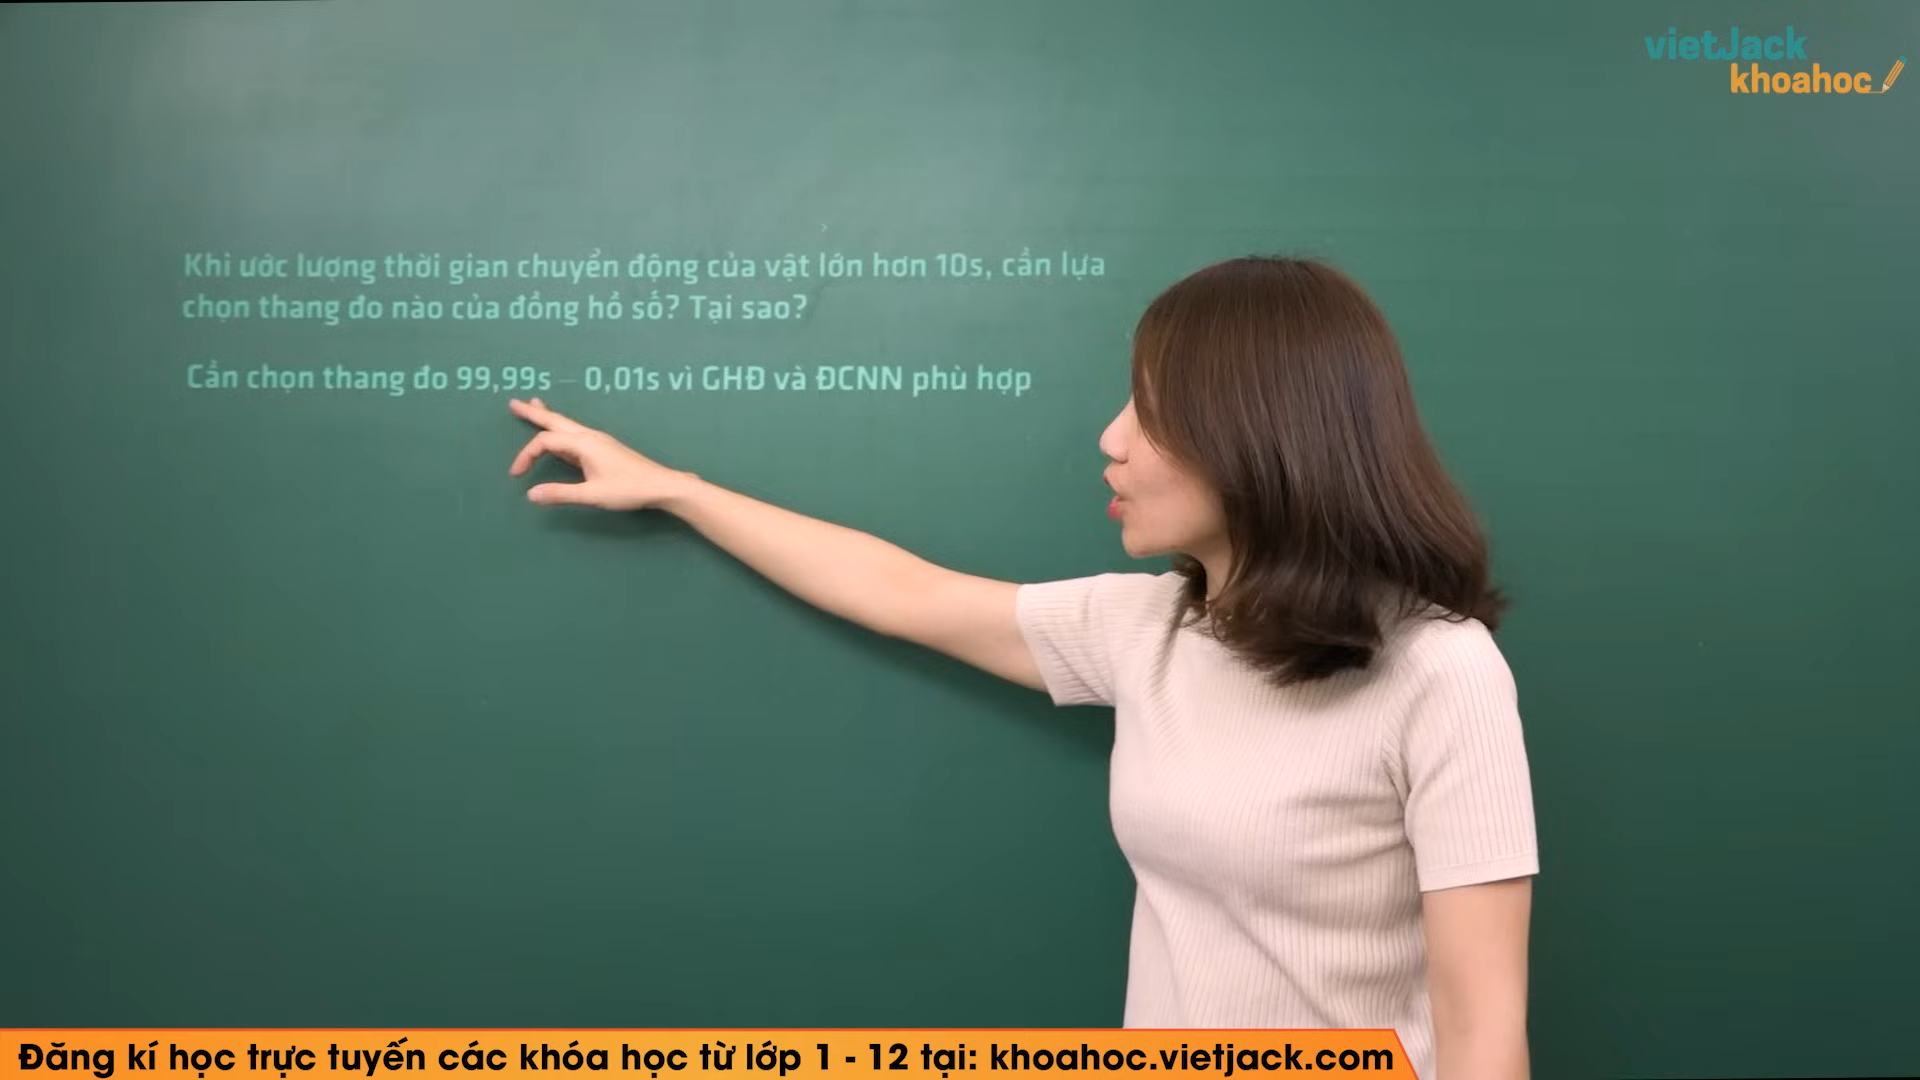 vietJack
khoahoc
Khi ước lượng thời gian chuyển động của vật lớn hơn 10s, cần lựa
chọn thang đo nào của đồng hồ số? Tại sao?
Cần chọn thang đo 99,99s – 0,01s vì GHĐ và ĐCNN phù hợp
Đăng kí học trực tuyến các khóa học từ lớp 1 - 12 tại: khoahoc.vietjack.com